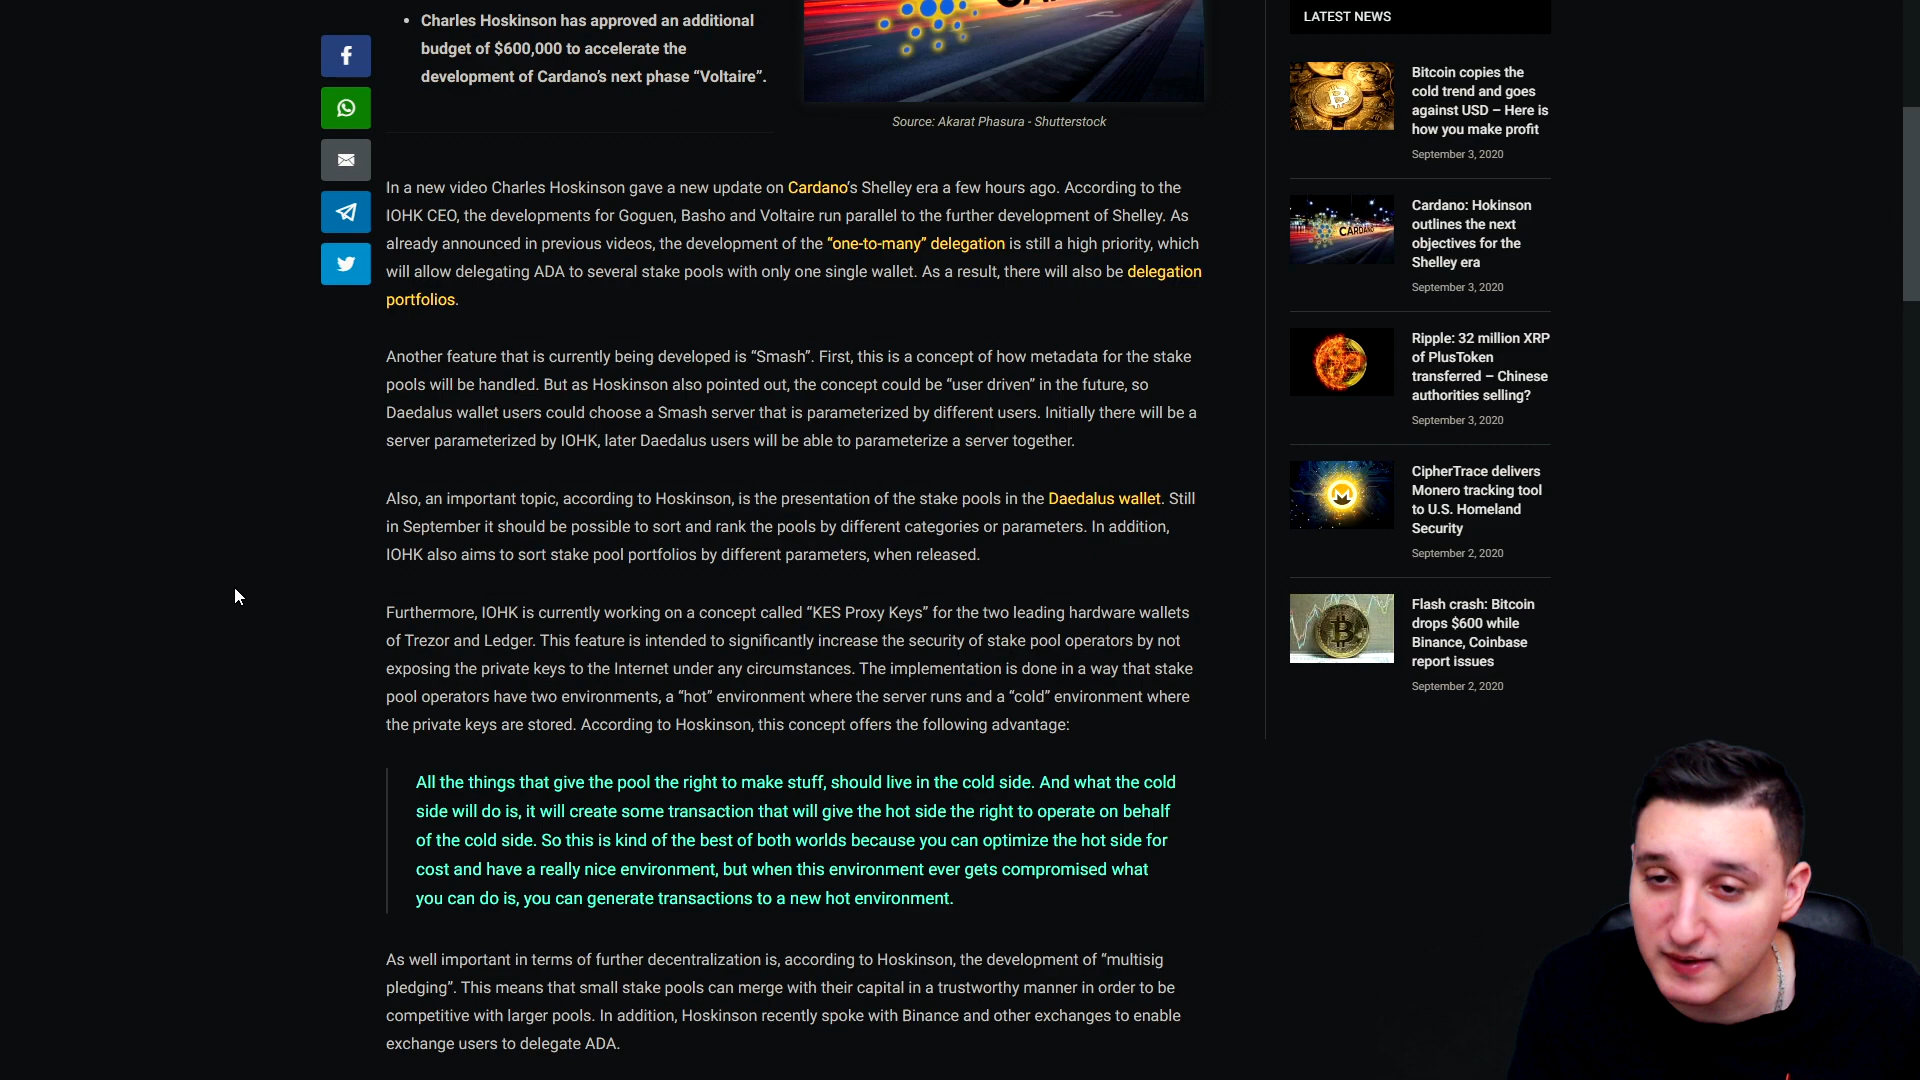 Charles Hoskinson has approved an additional
budget of $600,000 to accelerate the
development of Cardano’s next phase “Voltaire”.
Source: Akarat Phasura - Shutterstock
In a new video Charles Hoskinson gave a new update on Cardano‘s Shelley era a few hours ago. According to the
IOHK CEO, the developments for Goguen, Basho and Voltaire run parallel to the further development of Shelley. As
already announced in previous videos, the development of the “one-to-many” delegation is still a high priority, which
will allow delegating ADA to several stake pools with only one single wallet. As a result, there will also be delegation
portfolios.
Another feature that is currently being developed is “Smash”. First, this is a concept of how metadata for the stake
pools will be handled. But as Hoskinson also pointed out, the concept could be “user driven” in the future, so
Daedalus wallet users could choose a Smash server that is parameterized by different users. Initially there will be a
server parameterized by IOHK, later Daedalus users will be able to parameterize a server together.
Also, an important topic, according to Hoskinson, is the presentation of the stake pools in the Daedalus wallet. Still
in September it should be possible to sort and rank the pools by different categories or parameters. In addition,
IOHK also aims to sort stake pool portfolios by different parameters, when released.
Furthermore, IOHK is currently working on a concept called “KES Proxy Keys” for the two leading hardware wallets
of Trezor and Ledger. This feature is intended to significantly increase the security of stake pool operators by not
exposing the private keys to the Internet under any circumstances. The implementation is done in a way that stake
pool operators have two environments, a “hot” environment where the server runs and a “cold” environment where
the private keys are stored. According to Hoskinson, this concept offers the following advantage:
All the things that give the pool the right to make stuff, should live in the cold side. And what the cold
side will do is, it will create some transaction that will give the hot side the right to operate on behalf
of the cold side. So this is kind of the best of both worlds because you can optimize the hot side for
cost and have a really nice environment, but when this environment ever gets compromised what
you can do is, you can generate transactions to a new hot environment.
As well important in terms of further decentralization is, according to Hoskinson, the development of “multisig
pledging”. This means that small stake pools can merge with their capital in a trustworthy manner in order to be
competitive with larger pools. In addition, Hoskinson recently spoke with Binance and other exchanges to enable
exchange users to delegate ADA.
LATEST NEWS
Bitcoin copies the
cold trend and goes
against USD – Here is
how you make profit
September 3, 2020
CARDANO
Cardano: Hokinson
outlines the next
objectives for the
Shelley era
September 3, 2020
Ripple: 32 million XRP
of PlusToken
transferred – Chinese
authorities selling?
September 3, 2020
CipherTrace delivers
Monero tracking tool
to U.S. Homeland
Security
September 2, 2020
Flash crash: Bitcoin
drops $600 while
Binance, Coinbase
report issues
September 2, 2020